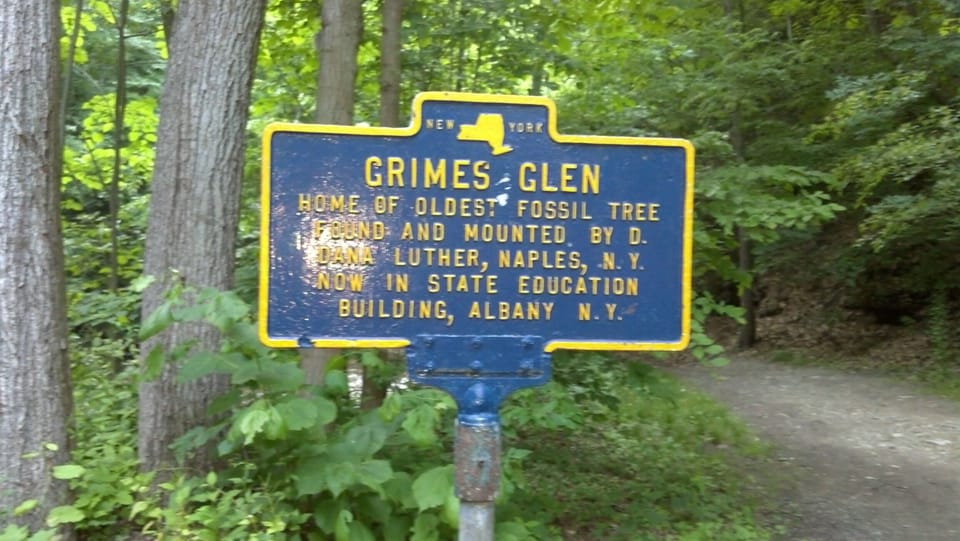 NEW YORK
GRIMES GLEN
HOME OF OLDEST FOSSIL TREE
FOUND AND MOUNTED BY D.
DANA LUTHER, NAPLES, N.Y.
NOW IN STATE EDUCATION
BUILDING, ALBANY N.Y.